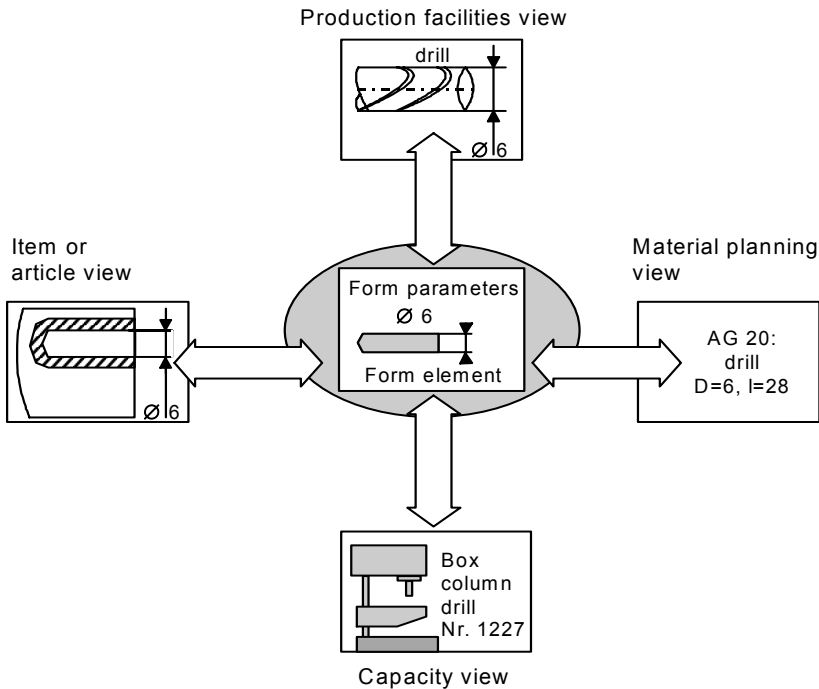 Production facilities view
drill
Ø 6
Item or
article view
Ø 6
Form parameters
Ø 6
Form element
Material planning
view
AG 20:
drill
D=6, l=28
Box
column
drill
Nr. 1227
Capacity view